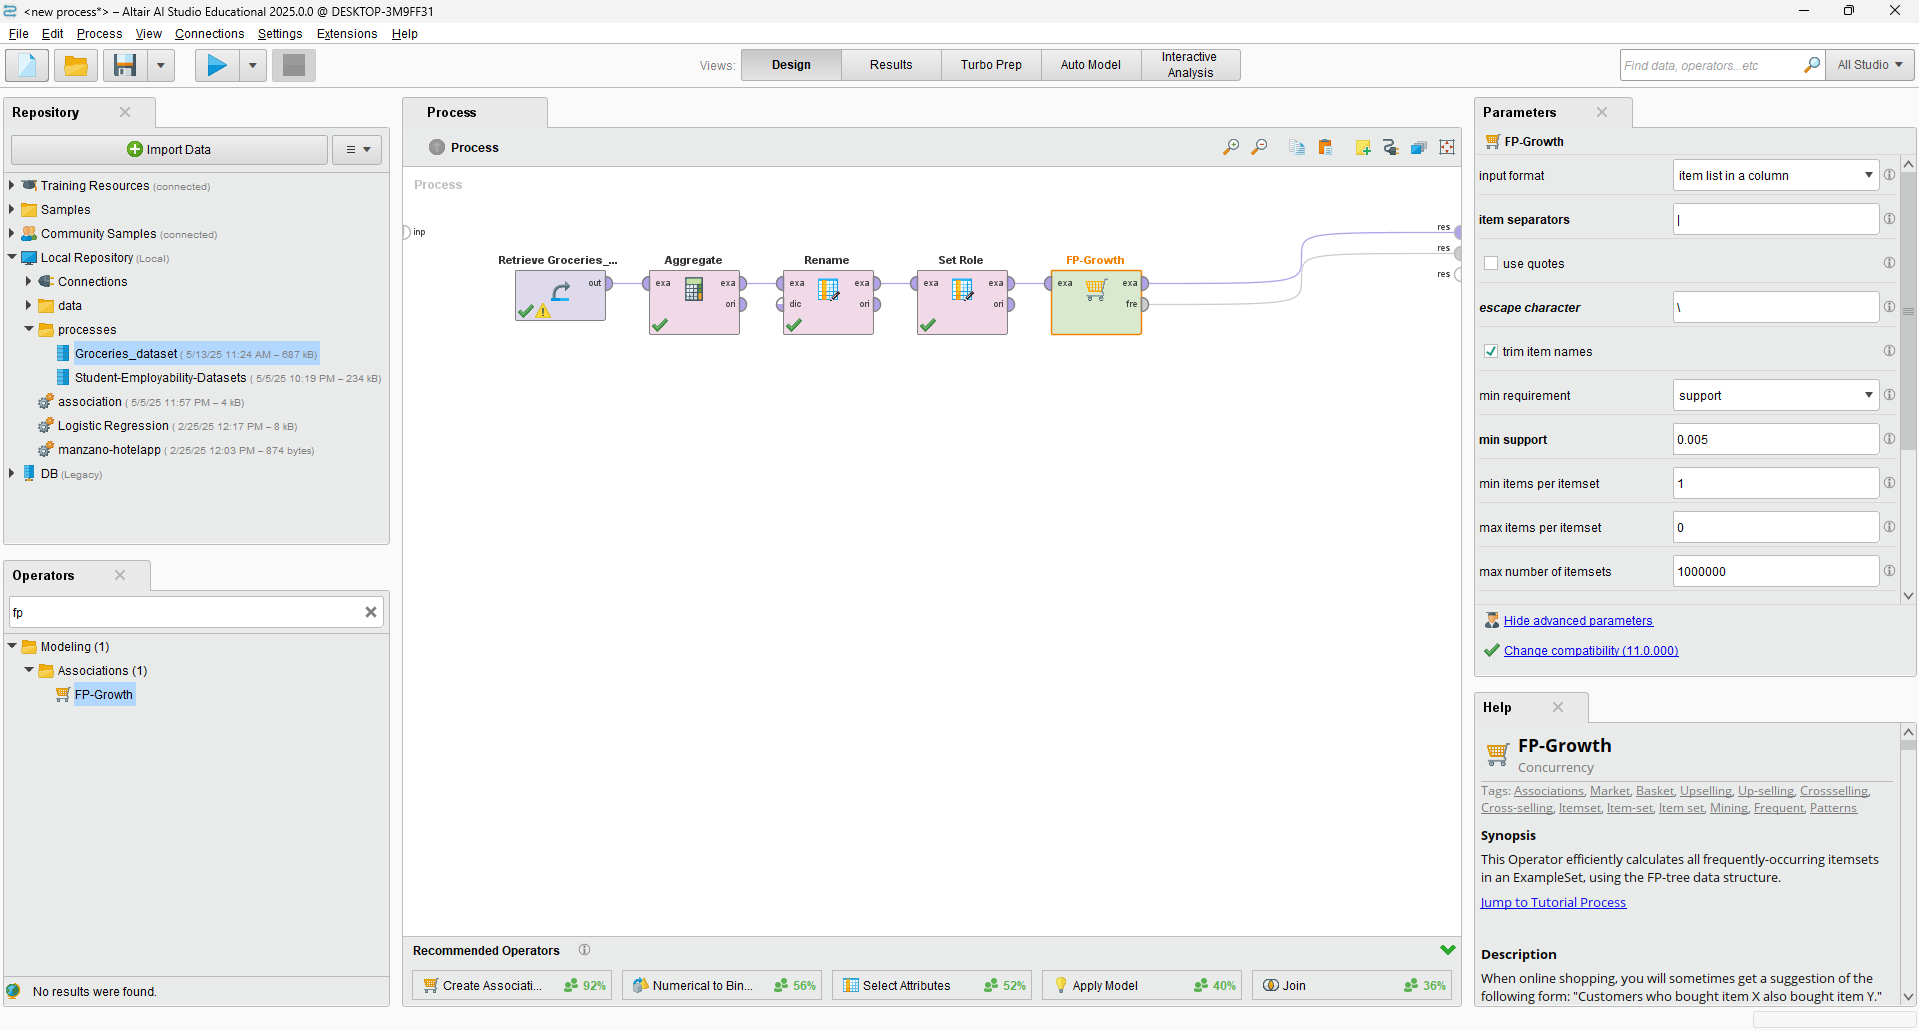 <new process*> – Altair AI Studio Educational 2025.0.0 @ DESKTOP-3M9FF31
File Edit Process View Connections Settings Extensions Help
Views: Design Results Turbo Prep Auto Model Interactive Analysis
Find data, operators...etc All Studio
Repository
Import Data
Training Resources (connected)
Samples
Community Samples (connected)
Local Repository (Local)
Connections
data
processes
Groceries_dataset ( 5/13/25 11:24 AM – 687 kB)
Student-Employability-Datasets ( 5/5/25 10:19 PM – 234 kB)
association ( 5/5/25 11:57 PM – 4 kB)
Logistic Regression ( 2/25/25 12:17 PM – 8 kB)
manzano-hotelapp ( 2/25/25 12:03 PM – 874 bytes)
DB (Legacy)
Operators
fp
Modeling (1)
Associations (1)
FP-Growth
No results were found.
Process
Process
Process
inp
res
res
res
Retrieve Groceries_...
out
Aggregate
exa exa
ori
Rename
exa exa
dic ori
Set Role
exa exa
ori
FP-Growth
exa exa
fre
Recommended Operators
Create Associati... 92%
Numerical to Bin... 56%
Select Attributes 52%
Apply Model 40%
Join 36%
Parameters
FP-Growth
input format item list in a column
item separators |
use quotes
escape character \
trim item names
min requirement support
min support 0.005
min items per itemset 1
max items per itemset 0
max number of itemsets 1000000
Hide advanced parameters
Change compatibility (11.0.000)
Help
FP-Growth
Concurrency
Tags: Associations, Market, Basket, Upselling, Up-selling, Crossselling,
Cross-selling, Itemset, Item-set, Item set, Mining, Frequent, Patterns
Synopsis
This Operator efficiently calculates all frequently-occurring itemsets
in an ExampleSet, using the FP-tree data structure.
Jump to Tutorial Process
Description
When online shopping, you will sometimes get a suggestion of the
following form: "Customers who bought item X also bought item Y."